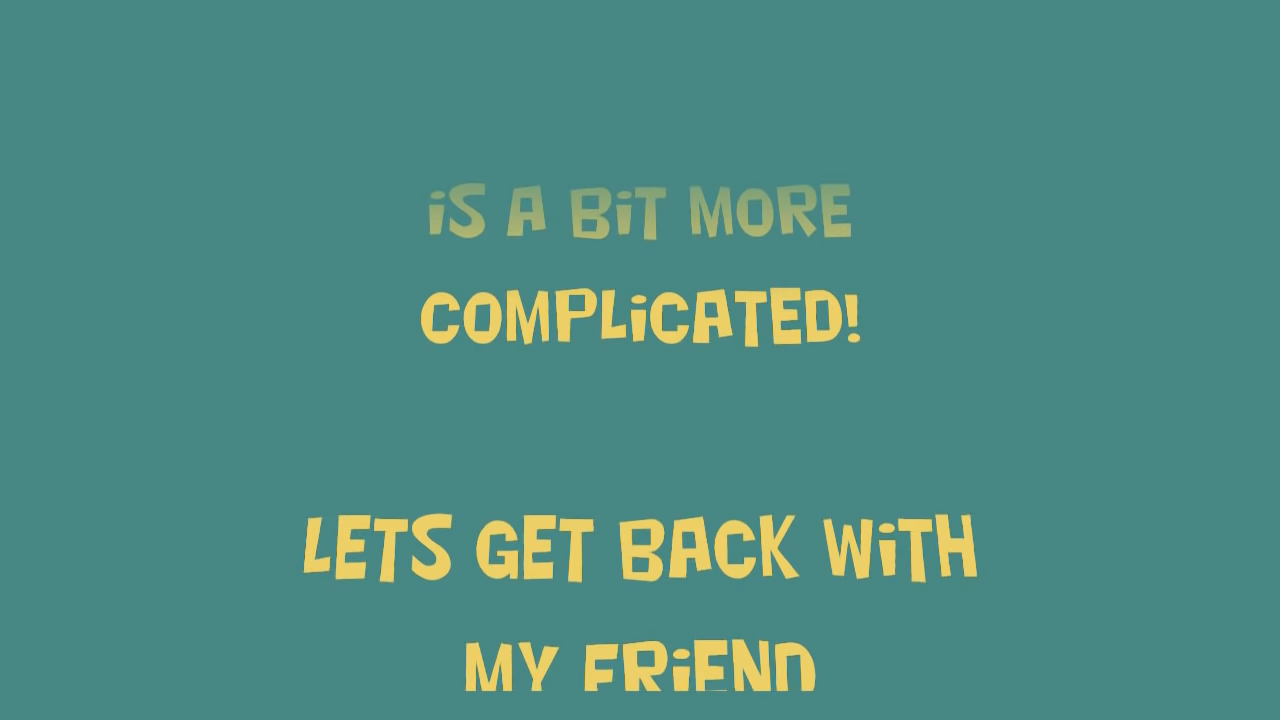 iS A BiT MORE
COMPLiCATED!
LETS GET BACK WiTH
MY FRiEND